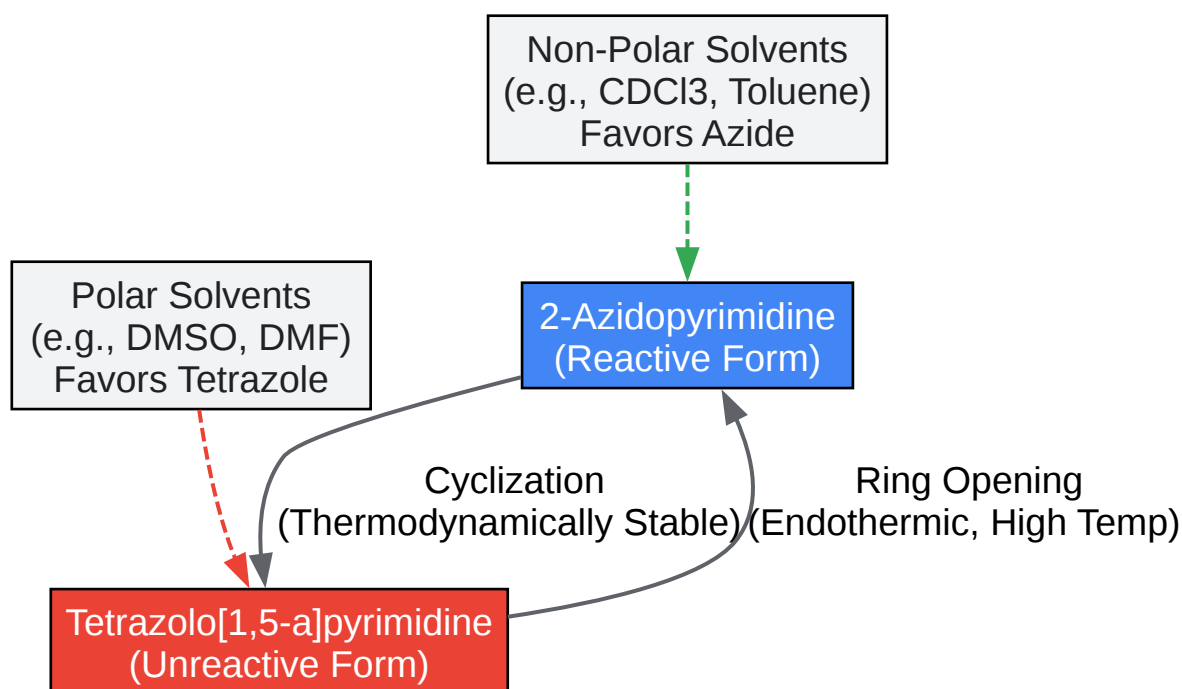 Non-Polar Solvents
(e.g., CDCl3, Toluene)
Favors Azide
Polar Solvents
(e.g., DMSO, DMF)
Favors Tetrazole
2-Azidopyrimidine
(Reactive Form)
Cyclization
(Thermodynamically Stable)
Ring Opening
(Endothermic, High Temp)
Tetrazolo[1,5-a]pyrimidine
(Unreactive Form)